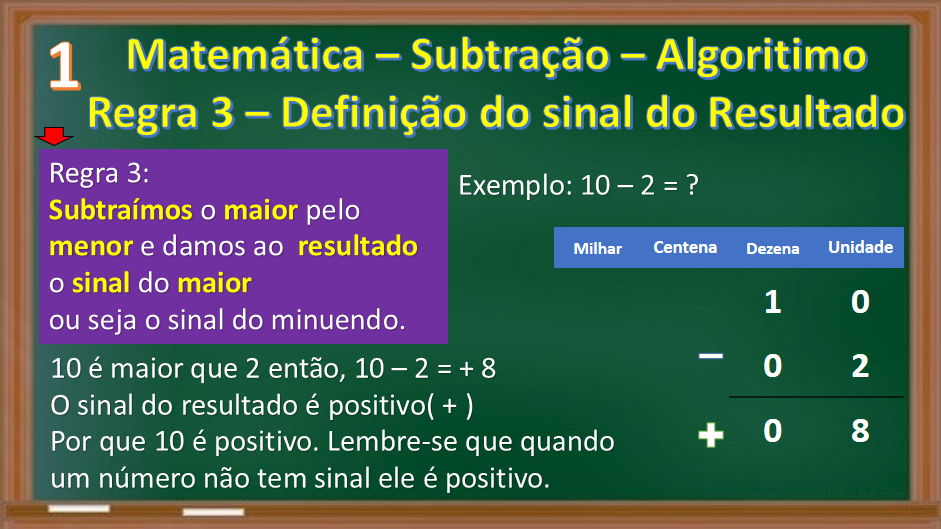 1
Matemática – Subtração – Algoritimo
Regra 3 – Definição do sinal do Resultado
Regra 3:
Subtraímos o maior pelo
menor e damos ao resultado
o sinal do maior
ou seja o sinal do minuendo.
Exemplo: 10 – 2 = ?
Milhar Centena Dezena Unidade
1 0
– 0 2
+ 0 8
10 é maior que 2 então, 10 – 2 = + 8
O sinal do resultado é positivo( + )
Por que 10 é positivo. Lembre-se que quando
um número não tem sinal ele é positivo.